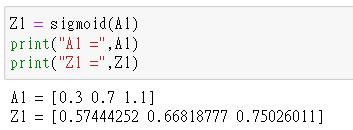 Z1 = sigmoid(A1)
print("A1 =",A1)
print("Z1 =",Z1)
A1 = [0.3 0.7 1.1]
Z1 = [0.57444252 0.66818777 0.75026011]